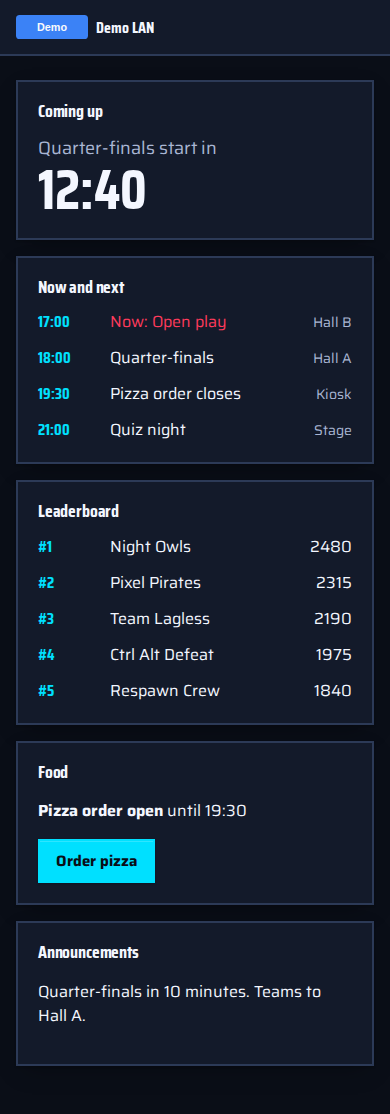 Demo Demo LAN
Coming up
Quarter-finals start in
12:40
Now and next
17:00 Now: Open play Hall B
18:00 Quarter-finals Hall A
19:30 Pizza order closes Kiosk
21:00 Quiz night Stage
Leaderboard
#1 Night Owls 2480
#2 Pixel Pirates 2315
#3 Team Lagless 2190
#4 Ctrl Alt Defeat 1975
#5 Respawn Crew 1840
Food
Pizza order open until 19:30
Order pizza
Announcements
Quarter-finals in 10 minutes. Teams to
Hall A.